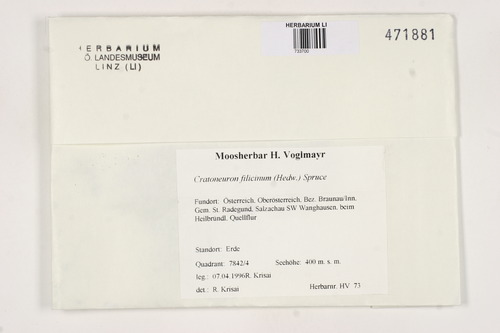 HERBARIUM
O. LANDESMUSEUM
LINZ (LI)
HERBARIUM LI
733700
471881
Moosherbar H. Voglmayr
Cratoneuron filicinum (Hedw.) Spruce
Fundort: Österreich, Oberösterreich, Bez. Braunau/Inn,
Gem. St. Radegund, Salzachau SW Wanghausen, beim
Heilbründl, Quellflur
Standort: Erde
Quadrant: 7842/4 Seehöhe: 400 m. s. m.
leg.: 07.04.1996R. Krisai
det.: R. Krisai Herbarnr. HV 73